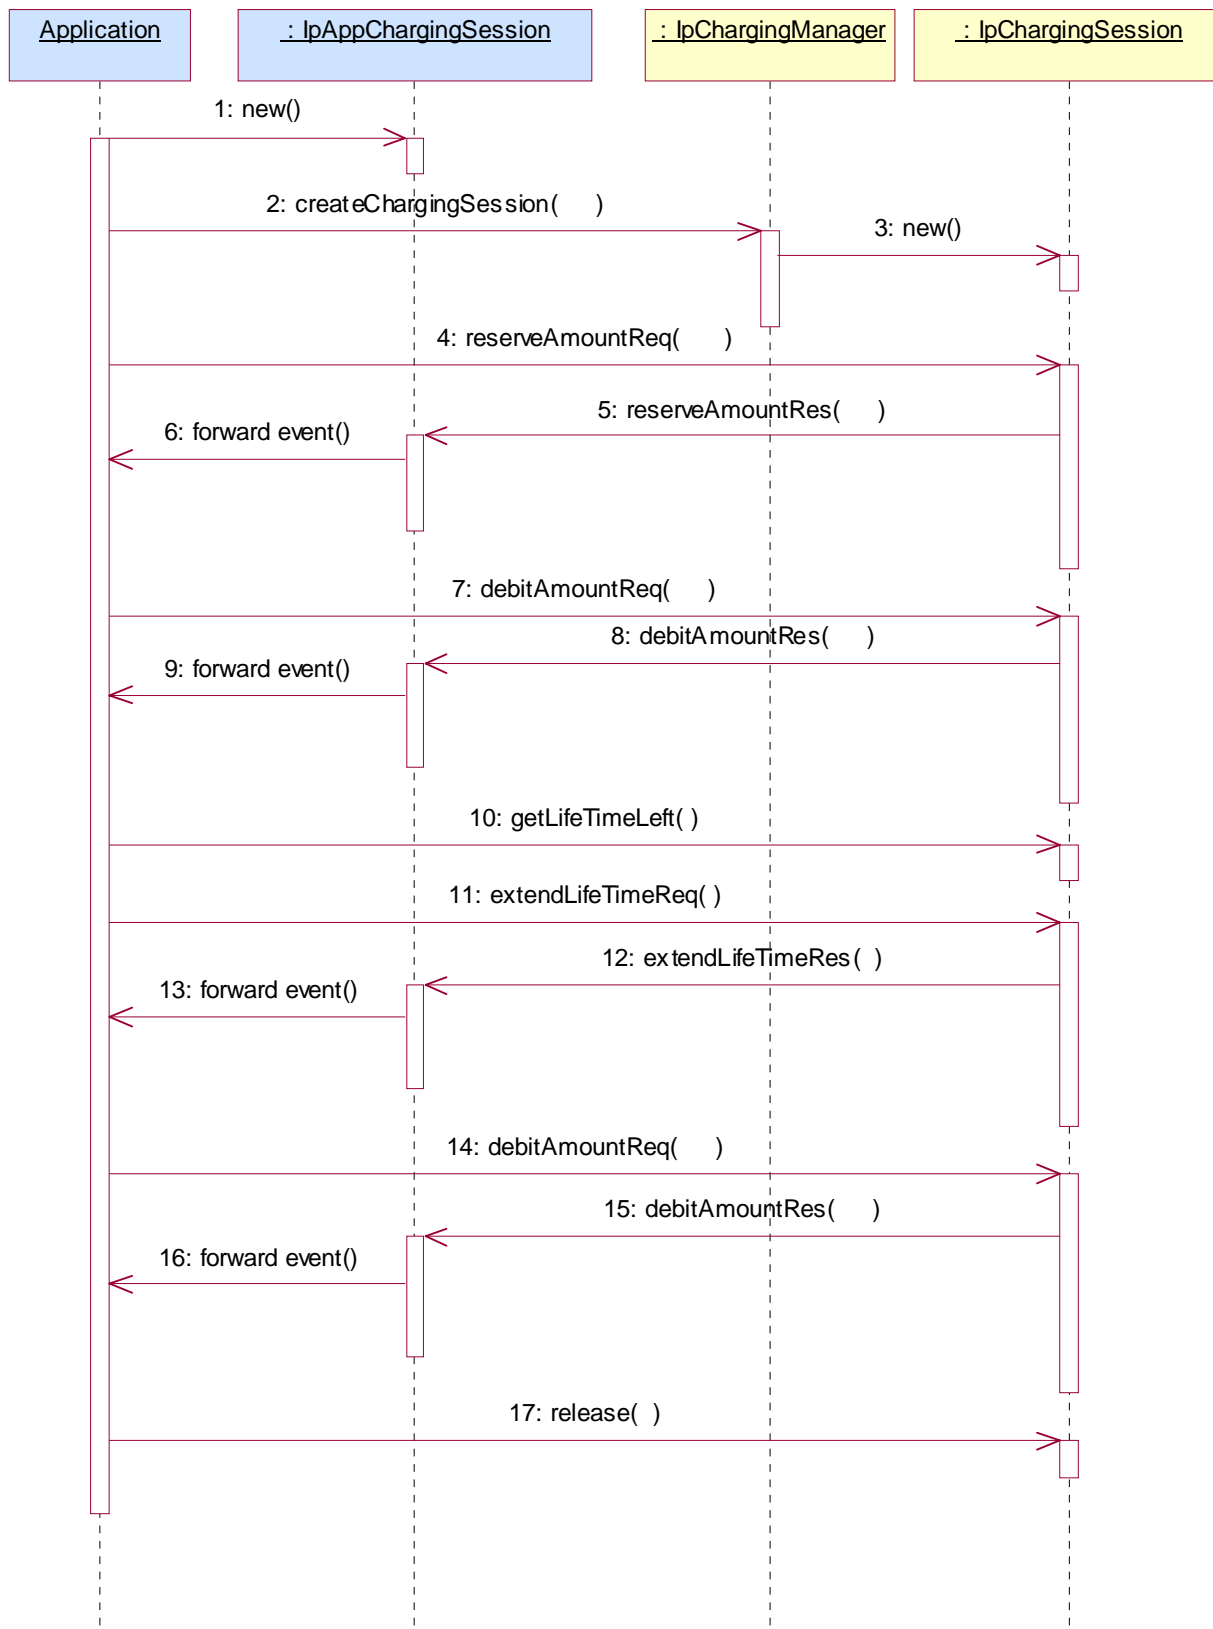 Application
: IpAppChargingSession
: IpChargingManager
: IpChargingSession
1: new()
2: createChargingSession( )
3: new()
4: reserveAmountReq( )
5: reserveAmountRes( )
6: forward event()
7: debitAmountReq( )
8: debitAmountRes( )
9: forward event()
10: getLifeTimeLeft( )
11: extendLifeTimeReq( )
12: extendLifeTimeRes( )
13: forward event()
14: debitAmountReq( )
15: debitAmountRes( )
16: forward event()
17: release( )